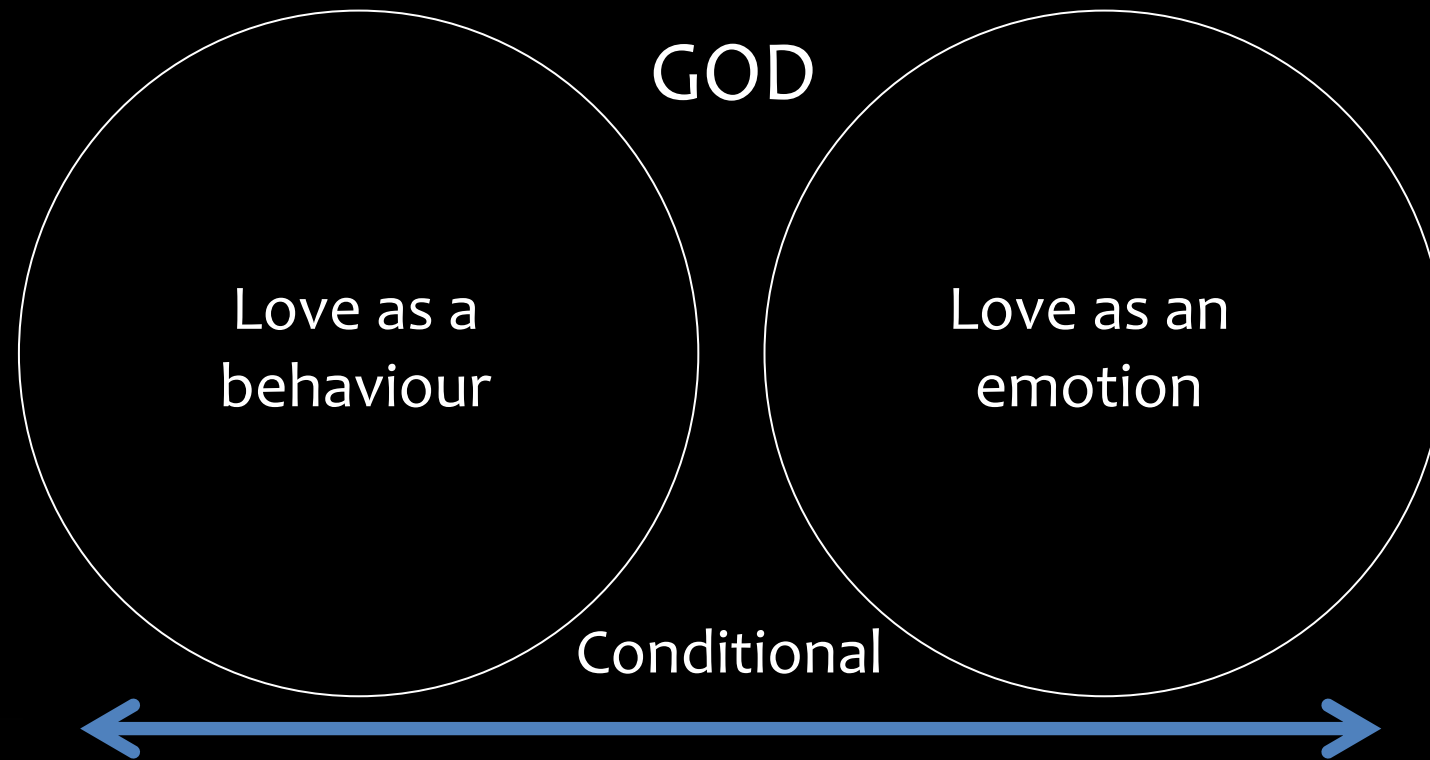 GOD
Love as a
behaviour
Love as an
emotion
Conditional